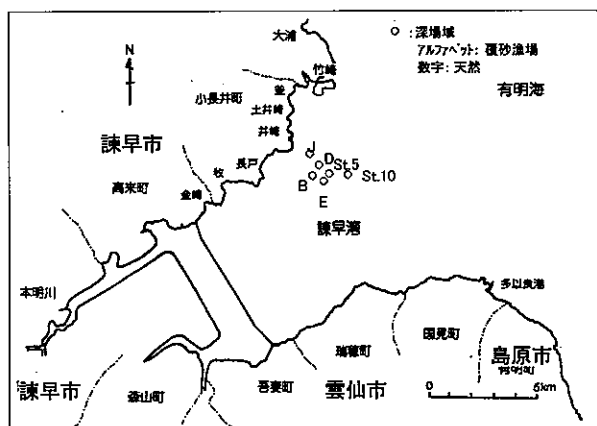 大浦
○ :深場域
アルファベット: 覆砂漁場
数字: 天然
N
竹崎
有明海
釜
小長井町
土井崎
井崎
諫早市
長戸
J
D
St.5
St.10
B
E
牧
高来町
金崎
諫早湾
多以良港
本明川
国見町
瑞穂町
島原市
有明町
諫早市
森山町
吾妻町
雲仙市
0
5km